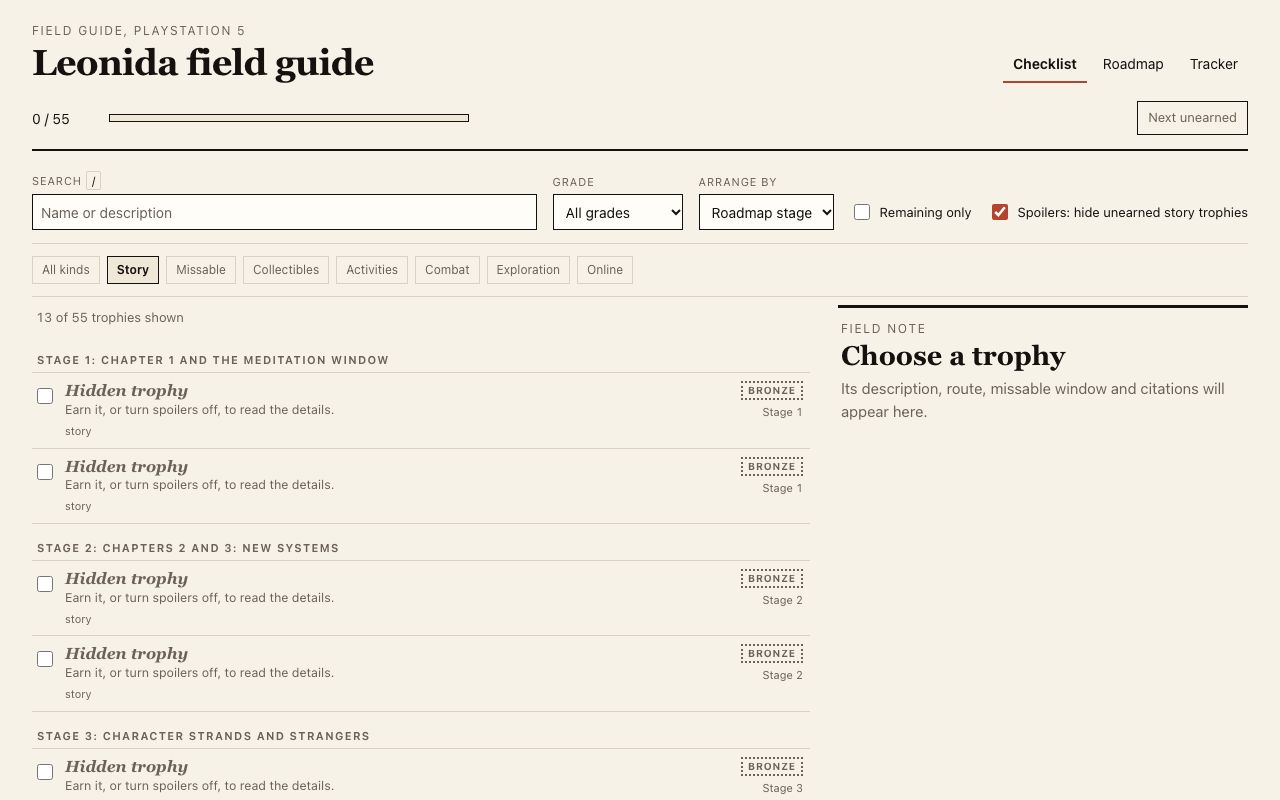 FIELD GUIDE, PLAYSTATION 5
Leonida field guide
Checklist Roadmap Tracker
0 / 55
Next unearned
SEARCH /
GRADE
ARRANGE BY
Name or description
All grades
Roadmap stage
Remaining only
Spoilers: hide unearned story trophies
All kinds Story Missable Collectibles Activities Combat Exploration Online
13 of 55 trophies shown
STAGE 1: CHAPTER 1 AND THE MEDITATION WINDOW
Hidden trophy
BRONZE
Earn it, or turn spoilers off, to read the details.
Stage 1
story
Hidden trophy
BRONZE
Earn it, or turn spoilers off, to read the details.
Stage 1
story
STAGE 2: CHAPTERS 2 AND 3: NEW SYSTEMS
Hidden trophy
BRONZE
Earn it, or turn spoilers off, to read the details.
Stage 2
story
Hidden trophy
BRONZE
Earn it, or turn spoilers off, to read the details.
Stage 2
story
STAGE 3: CHARACTER STRANDS AND STRANGERS
Hidden trophy
BRONZE
Earn it, or turn spoilers off, to read the details.
Stage 3
FIELD NOTE
Choose a trophy
Its description, route, missable window and citations will
appear here.